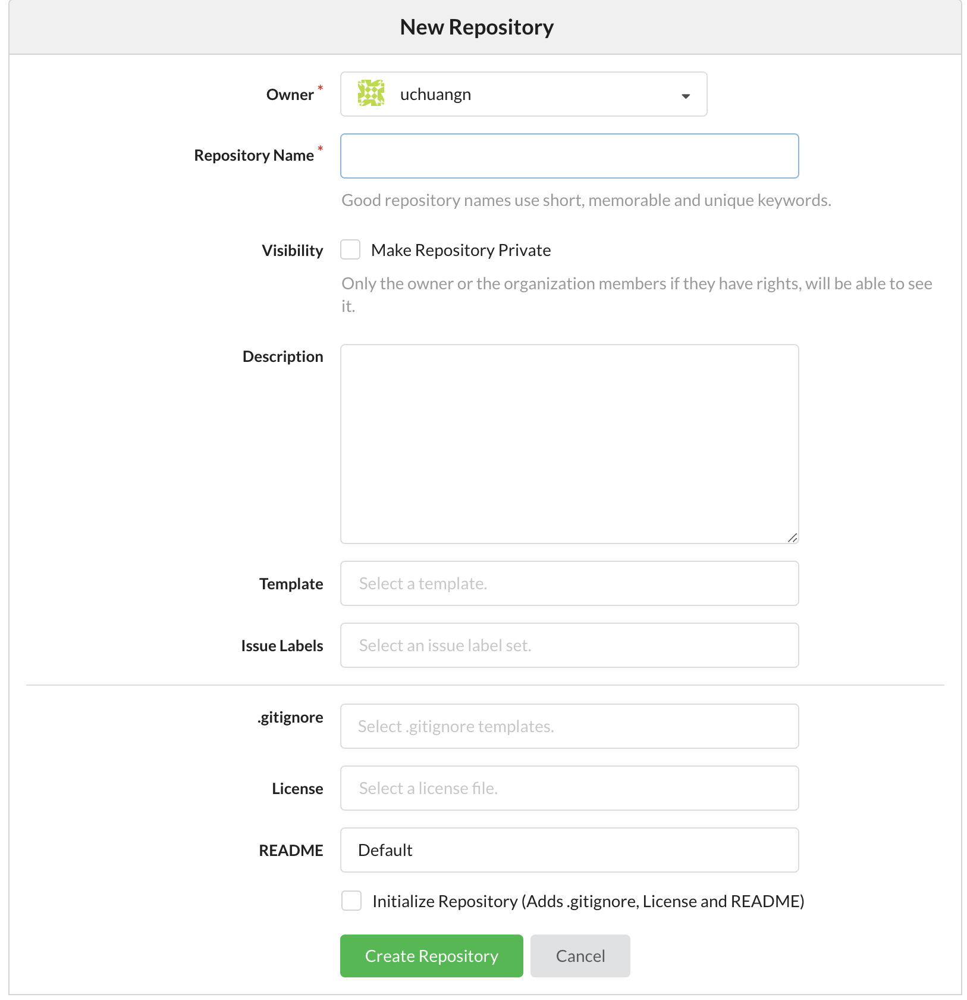 New Repository
Owner *
uchuangn
Repository Name *
Good repository names use short, memorable and unique keywords.
Visibility
Make Repository Private
Only the owner or the organization members if they have rights, will be able to see
it.
Description
Template
Select a template.
Issue Labels
Select an issue label set.
.gitignore
Select .gitignore templates.
License
Select a license file.
README
Default
Initialize Repository (Adds .gitignore, License and README)
Create Repository
Cancel